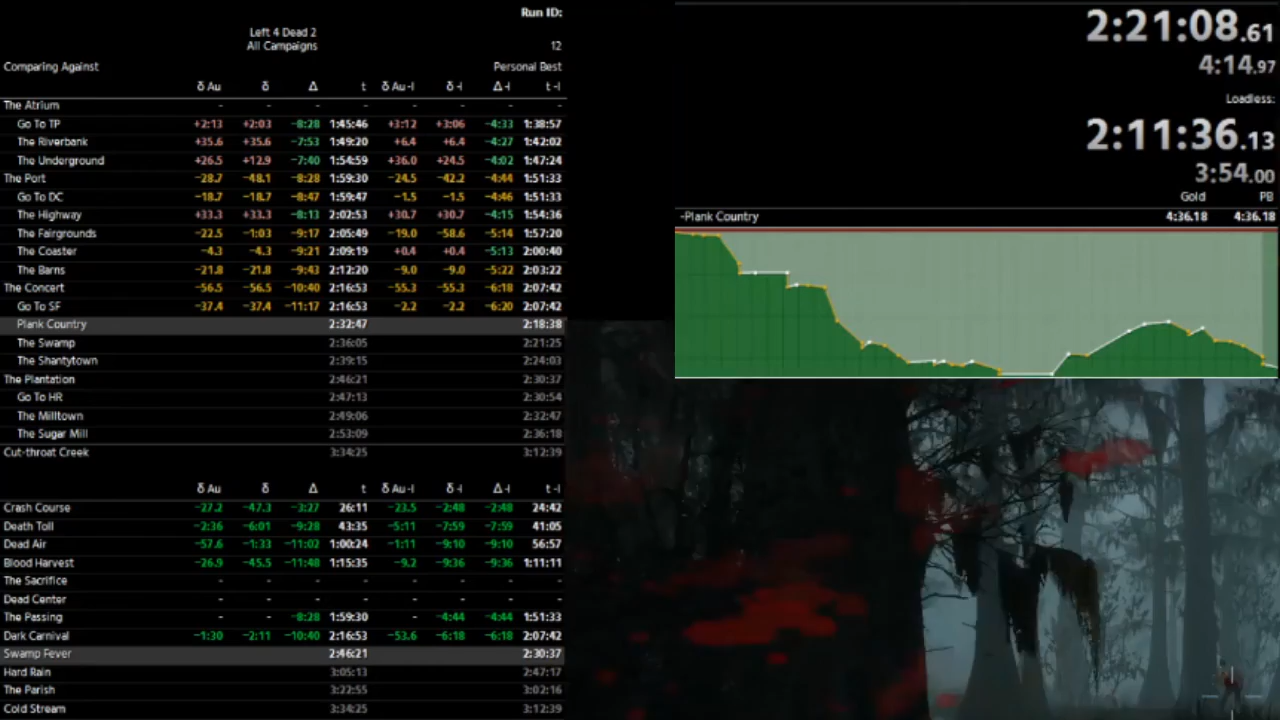 Run ID:
Left 4 Dead 2
All Campaigns 12
Comparing Against Personal Best
δ Au δ Δ t δ Au -l δ -l Δ -l t -l
The Atrium - - - - - -
Go To TP +2:13 +2:03 -8:28 1:45:46 +3:12 +3:06 -4:33 1:38:57
The Riverbank +35.6 +35.6 -7:53 1:49:20 +6.4 +6.4 -4:27 1:42:02
The Underground +26.5 +12.9 -7:40 1:54:59 +36.0 +24.5 -4:02 1:47:24
The Port -28.7 -48.1 -8:28 1:59:30 -24.5 -42.2 -4:44 1:51:33
Go To DC -18.7 -18.7 -8:47 1:59:47 -1.5 -1.5 -4:46 1:51:33
The Highway +33.3 +33.3 -8:13 2:02:53 +30.7 +30.7 -4:15 1:54:36
The Fairgrounds -22.5 -1:03 -9:17 2:05:49 -19.0 -58.6 -5:14 1:57:20
The Coaster -4.3 -4.3 -9:21 2:09:19 +0.4 +0.4 -5:13 2:00:40
The Barns -21.8 -21.8 -9:43 2:12:20 -9.0 -9.0 -5:22 2:03:22
The Concert -56.5 -56.5 -10:40 2:16:53 -55.3 -55.3 -6:18 2:07:42
Go To SF -37.4 -37.4 -11:17 2:16:53 -2.2 -2.2 -6:20 2:07:42
Plank Country 2:32:47 2:18:38
The Swamp 2:36:05 2:21:25
The Shantytown 2:39:15 2:24:03
The Plantation 2:46:21 2:30:37
Go To HR 2:47:13 2:30:54
The Milltown 2:49:06 2:32:47
The Sugar Mill 2:53:09 2:36:18
Cut-throat Creek 3:34:25 3:12:39
δ Au δ Δ t δ Au -l δ -l Δ -l t -l
Crash Course -27.2 -47.3 -3:27 26:11 -23.5 -2:48 -2:48 24:42
Death Toll -2:36 -6:01 -9:28 43:35 -5:11 -7:59 -7:59 41:05
Dead Air -57.6 -1:33 -11:02 1:00:24 -1:11 -9:10 -9:10 56:57
Blood Harvest -26.9 -45.5 -11:48 1:15:35 -9.2 -9:36 -9:36 1:11:11
The Sacrifice - - - - - - - -
Dead Center - - - - - - - -
The Passing - - -8:28 1:59:30 - -4:44 -4:44 1:51:33
Dark Carnival -1:30 -2:11 -10:40 2:16:53 -53.6 -6:18 -6:18 2:07:42
Swamp Fever 2:46:21 2:30:37
Hard Rain 3:05:13 2:47:17
The Parish 3:22:55 3:02:16
Cold Stream 3:34:25 3:12:39
2:21:08.61
4:14.97
Loadless:
2:11:36.13
3:54.00
Gold PB
-Plank Country 4:36.18 4:36.18